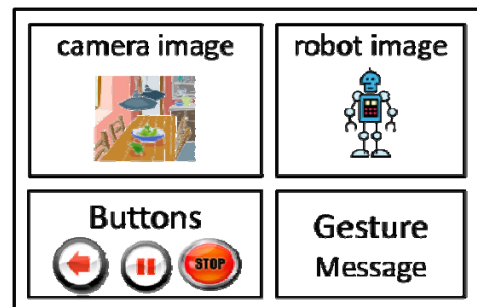 camera image
robot image
Buttons
STOP
Gesture
Message